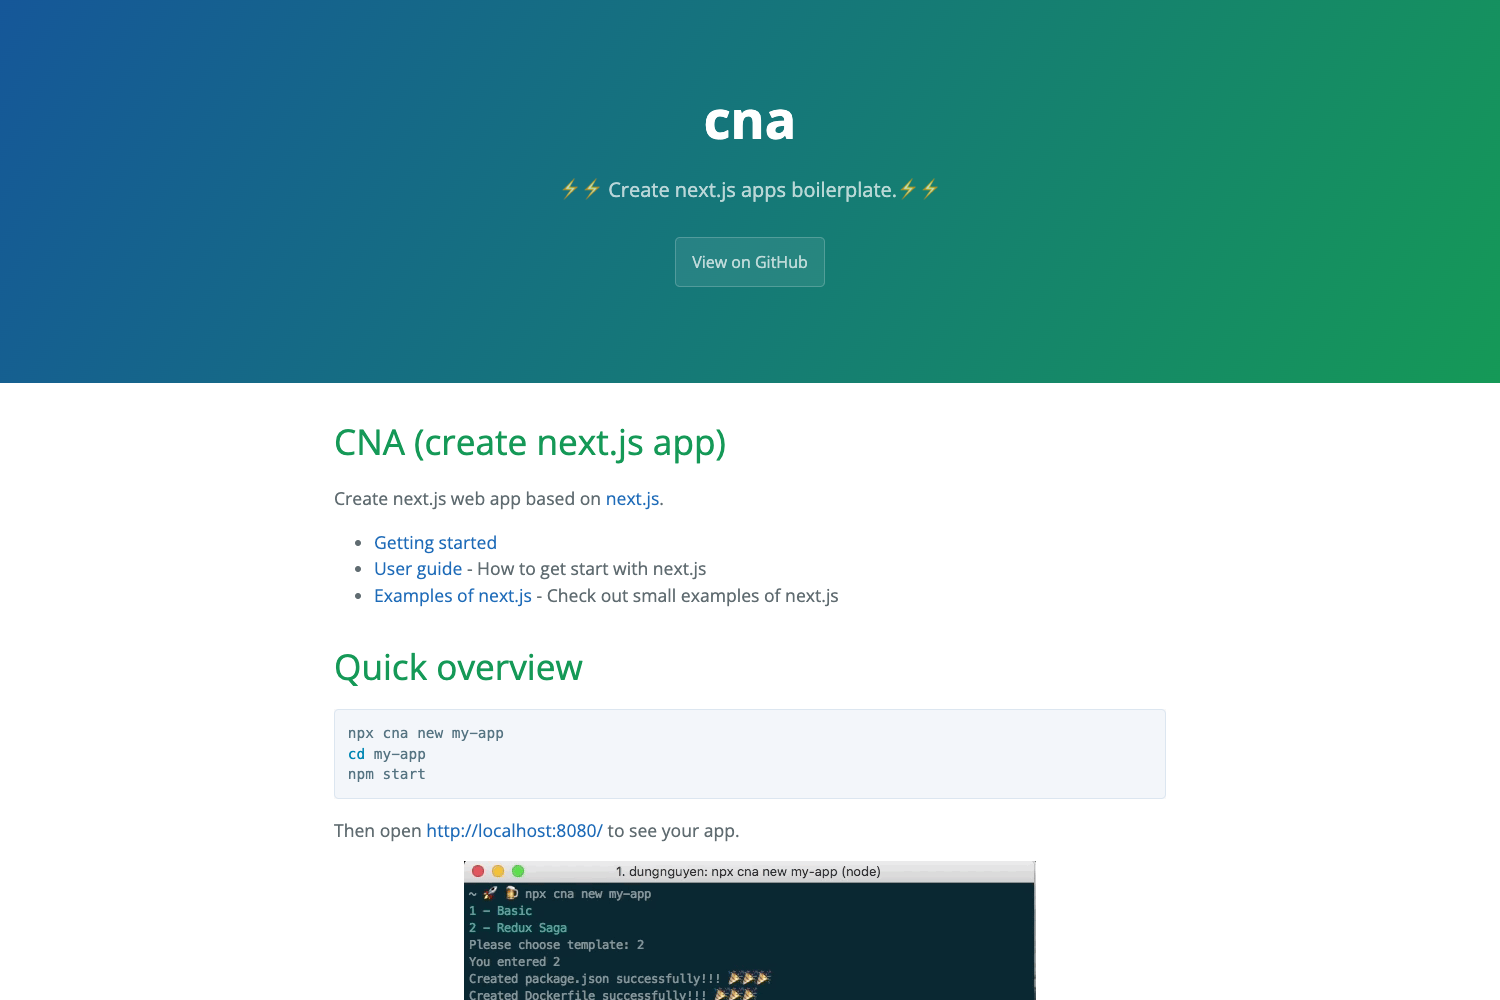 cna
⚡⚡ Create next.js apps boilerplate.⚡⚡
View on GitHub
CNA (create next.js app)
Create next.js web app based on next.js.
• Getting started
• User guide - How to get start with next.js
• Examples of next.js - Check out small examples of next.js
Quick overview
npx cna new my-app
cd my-app
npm start
Then open http://localhost:8080/ to see your app.
1. dungnguyen: npx cna new my-app (node)
~ 🚀 🍺 npx cna new my-app
1 - Basic
2 - Redux Saga
Please choose template: 2
You entered 2
Created package.json successfully!!! 🎉🎉🎉
Created Dockerfile successfully!!! 🎉🎉🎉